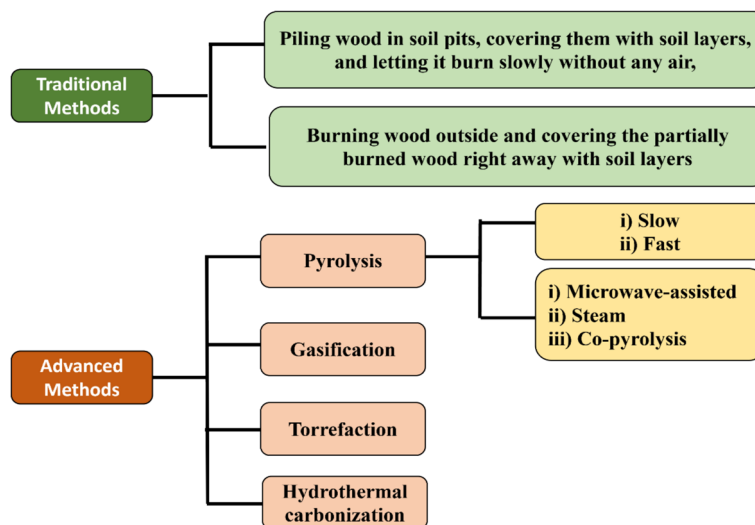 Traditional
Methods
Piling wood in soil pits, covering them with soil layers,
and letting it burn slowly without any air,
Burning wood outside and covering the partially
burned wood right away with soil layers
Advanced
Methods
Pyrolysis
i) Slow
ii) Fast
i) Microwave-assisted
ii) Steam
iii) Co-pyrolysis
Gasification
Torrefaction
Hydrothermal
carbonization